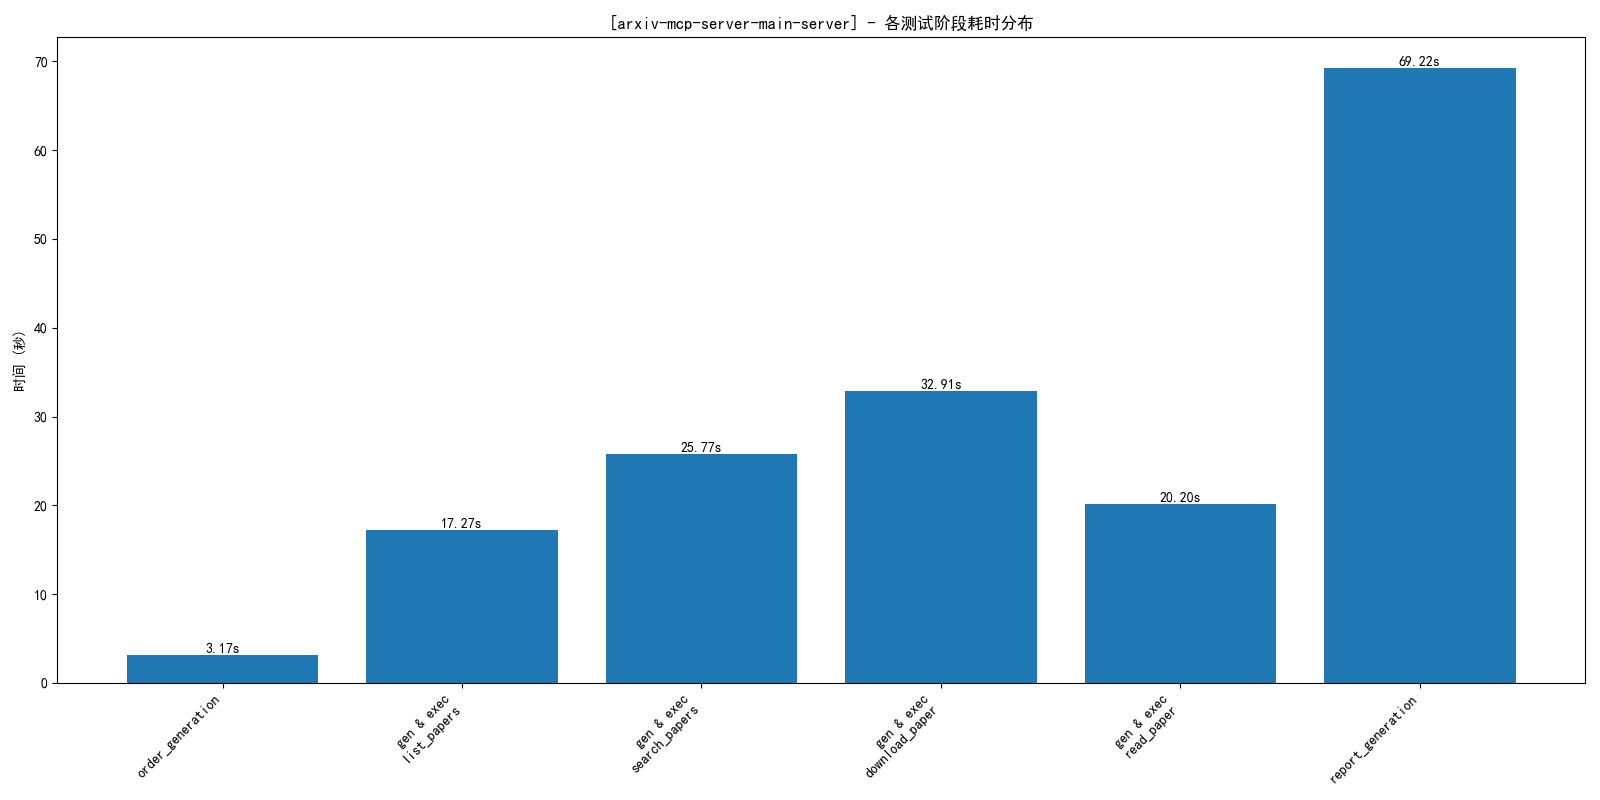 [arxiv-mcp-server-main-server] - 各测试阶段耗时分布
时间 (秒)
70
60
50
40
30
20
10
0
3.17s
17.27s
25.77s
32.91s
20.20s
69.22s
order_generation
gen & exec
list_papers
gen & exec
search_papers
gen & exec
download_paper
gen & exec
read_paper
report_generation